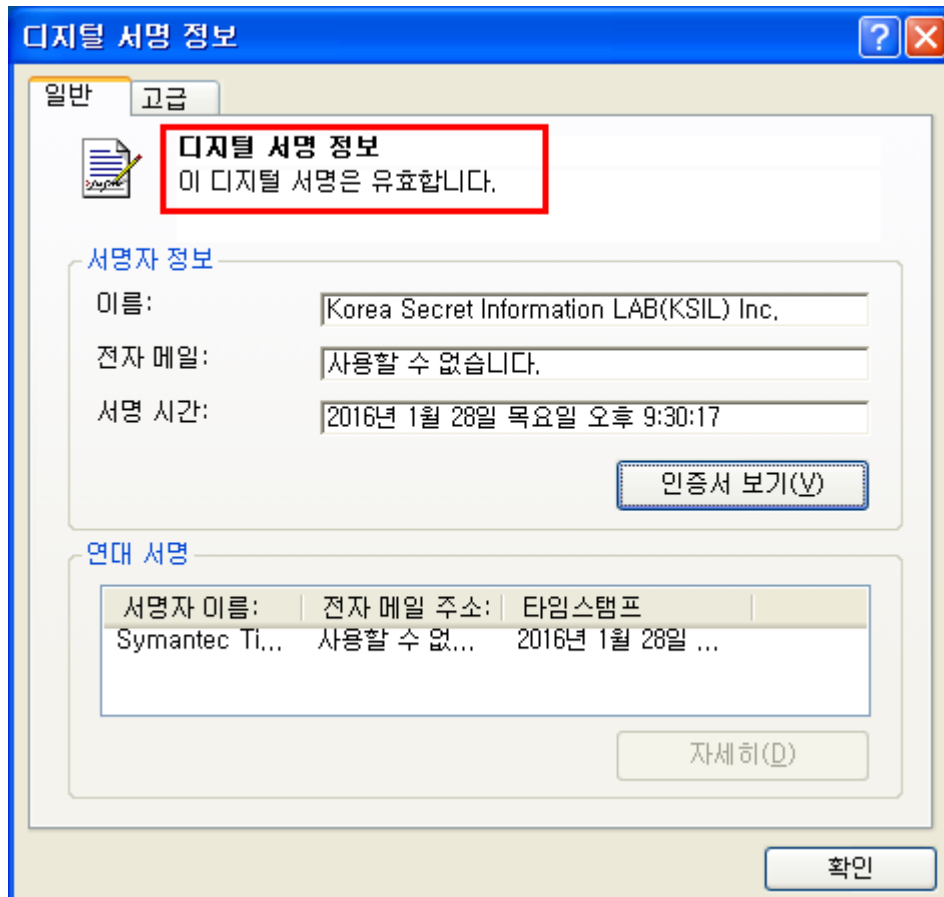 디지털 서명 정보
일반 고급
디지털 서명 정보
이 디지털 서명은 유효합니다.
서명자 정보
이름: Korea Secret Information LAB(KSIL) Inc.
전자 메일: 사용할 수 없습니다.
서명 시간: 2016년 1월 28일 목요일 오후 9:30:17
인증서 보기(V)
연대 서명
서명자 이름: 전자 메일 주소: 타임스탬프
Symantec Ti... 사용할 수 없... 2016년 1월 28일 ...
자세히(D)
확인